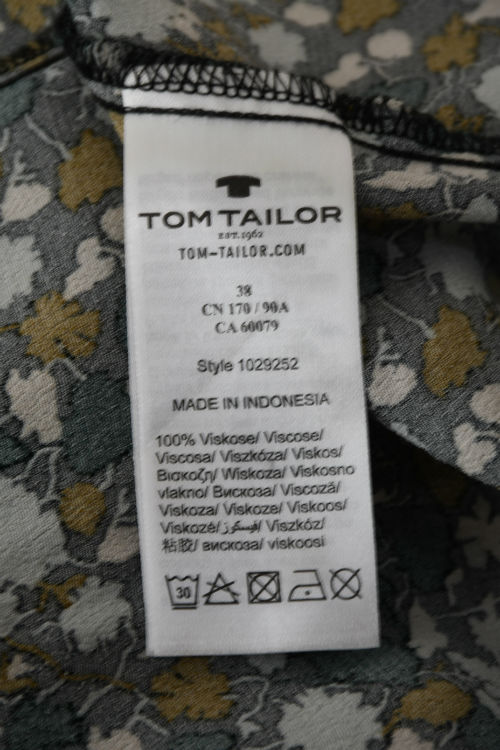 TOM TAILOR
EST. 1962
TOM-TAILOR.COM
38
CN 170 / 90A
CA 60079
Style 1029252
MADE IN INDONESIA
100% Viskose/ Viscose/
Viscosa/ Viszkóza/ Viskos/
Βισκοζη/ Wiskoza/ Viskosno
vlakno/ Вискоза/ Viscoză/
Viskoza/ Viskoze/ Viskoos/
Viskozė/ فيسكوز/ Viszkóz/
粘胶/ вискоза/ viskoosi
30